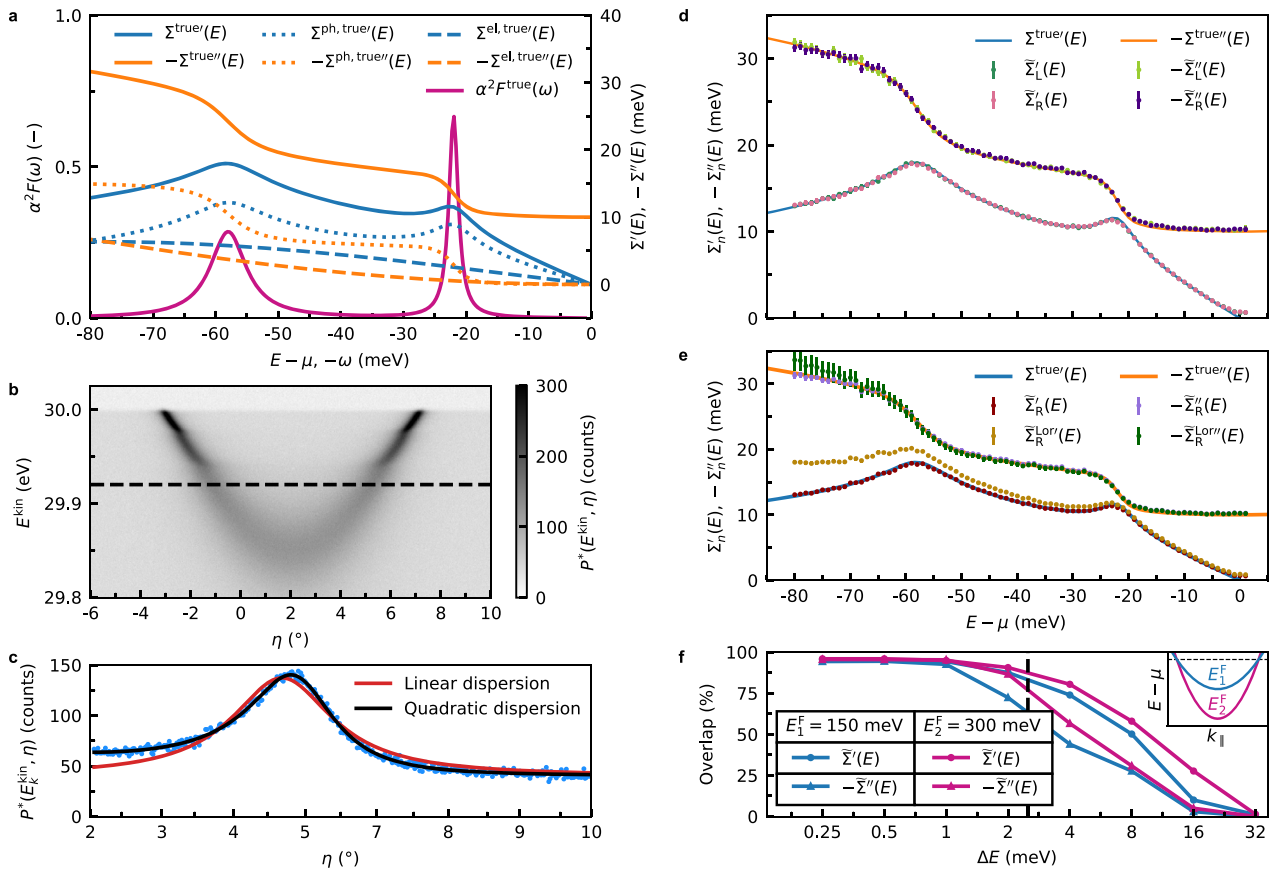 a
Σ^true′(E)
Σ^ph, true′(E)
Σ^el, true′(E)
−Σ^true″(E)
−Σ^ph, true″(E)
−Σ^el, true″(E)
α²F^true(ω)
α²F(ω) (−)
1.0
0.5
0.0
Σ′(E), −Σ″(E) (meV)
40
30
20
10
0
-80 -70 -60 -50 -40 -30 -20 -10 0
E − μ, −ω (meV)
b
E^kin (eV)
30.0
29.9
29.8
-6 -4 -2 0 2 4 6 8 10
η (°)
300
200
100
0
P*(E^kin, η) (counts)
c
P*(E_k^kin, η) (counts)
150
100
50
0
Linear dispersion
Quadratic dispersion
2 3 4 5 6 7 8 9 10
η (°)
d
Σ^true′(E)
−Σ^true″(E)
Σ̃′_L(E)
−Σ̃″_L(E)
Σ̃′_R(E)
−Σ̃″_R(E)
Σ′_n(E), −Σ″_n(E) (meV)
30
20
10
0
e
Σ^true′(E)
−Σ^true″(E)
Σ̃′_R(E)
−Σ̃″_R(E)
Σ̃_R^Lor′(E)
−Σ̃_R^Lor″(E)
Σ′_n(E), −Σ″_n(E) (meV)
30
20
10
0
-80 -70 -60 -50 -40 -30 -20 -10 0
E − μ (meV)
f
Overlap (%)
100
75
50
25
0
E₁^F = 150 meV
E₂^F = 300 meV
Σ̃′(E)
Σ̃′(E)
−Σ̃″(E)
−Σ̃″(E)
E − μ
E₁^F
E₂^F
k_∥
0.25 0.5 1 2 4 8 16 32
ΔE (meV)